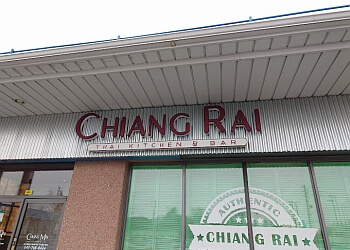 CHIANG RAI
THAI KITCHEN & BAR
AUTHENTIC
CHIANG RAI